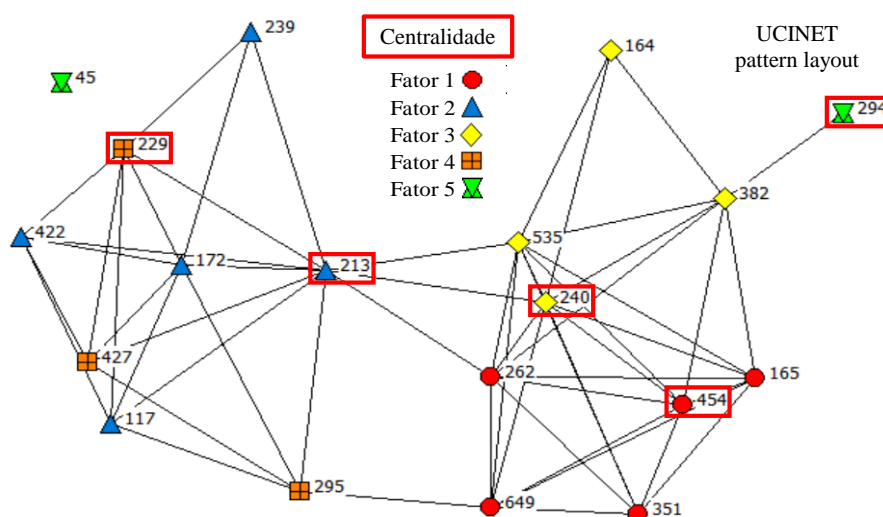 239
Centralidade
164
UCINET
pattern layout
45
Fator 1
Fator 2
Fator 3
Fator 4
Fator 5
294
229
382
422
172
213
535
240
427
262
165
454
117
295
649
351